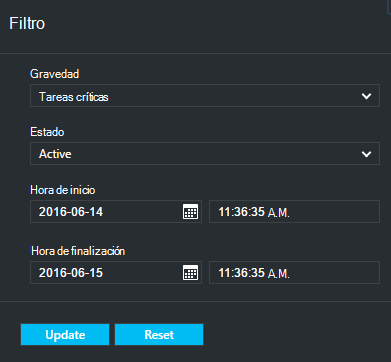 Filtro
Gravedad
Tareas críticas
Estado
Active
Hora de inicio
2016-06-14 11:36:35 A.M.
Hora de finalización
2016-06-15 11:36:35 A.M.
Update Reset